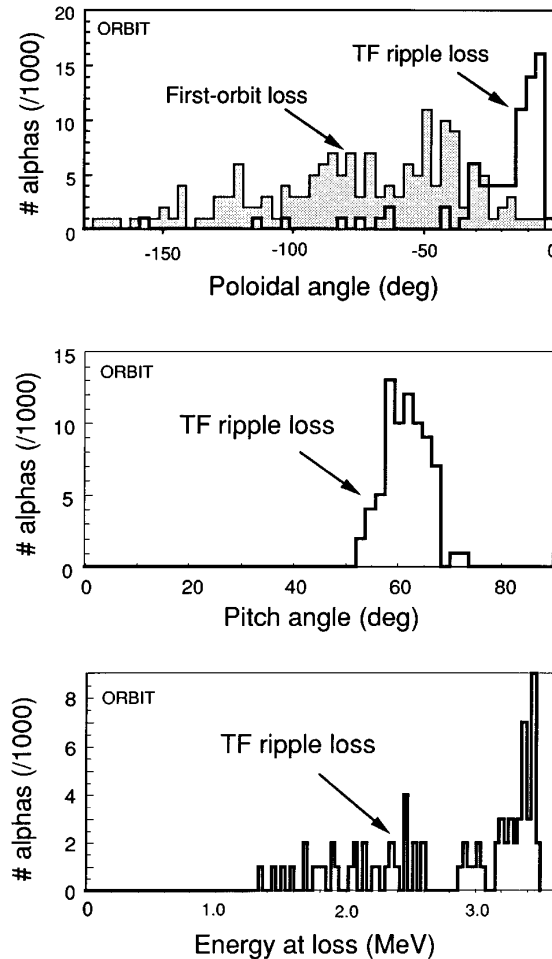 20
ORBIT
TF ripple loss
15
First-orbit loss
10
5
0
# alphas (/1000)
-150 -100 -50 0
Poloidal angle (deg)
15
ORBIT
10
TF ripple loss
5
0
# alphas (/1000)
0 20 40 60 80
Pitch angle (deg)
8
ORBIT
6
TF ripple loss
4
2
0
# alphas (/1000)
0 1.0 2.0 3.0
Energy at loss (MeV)